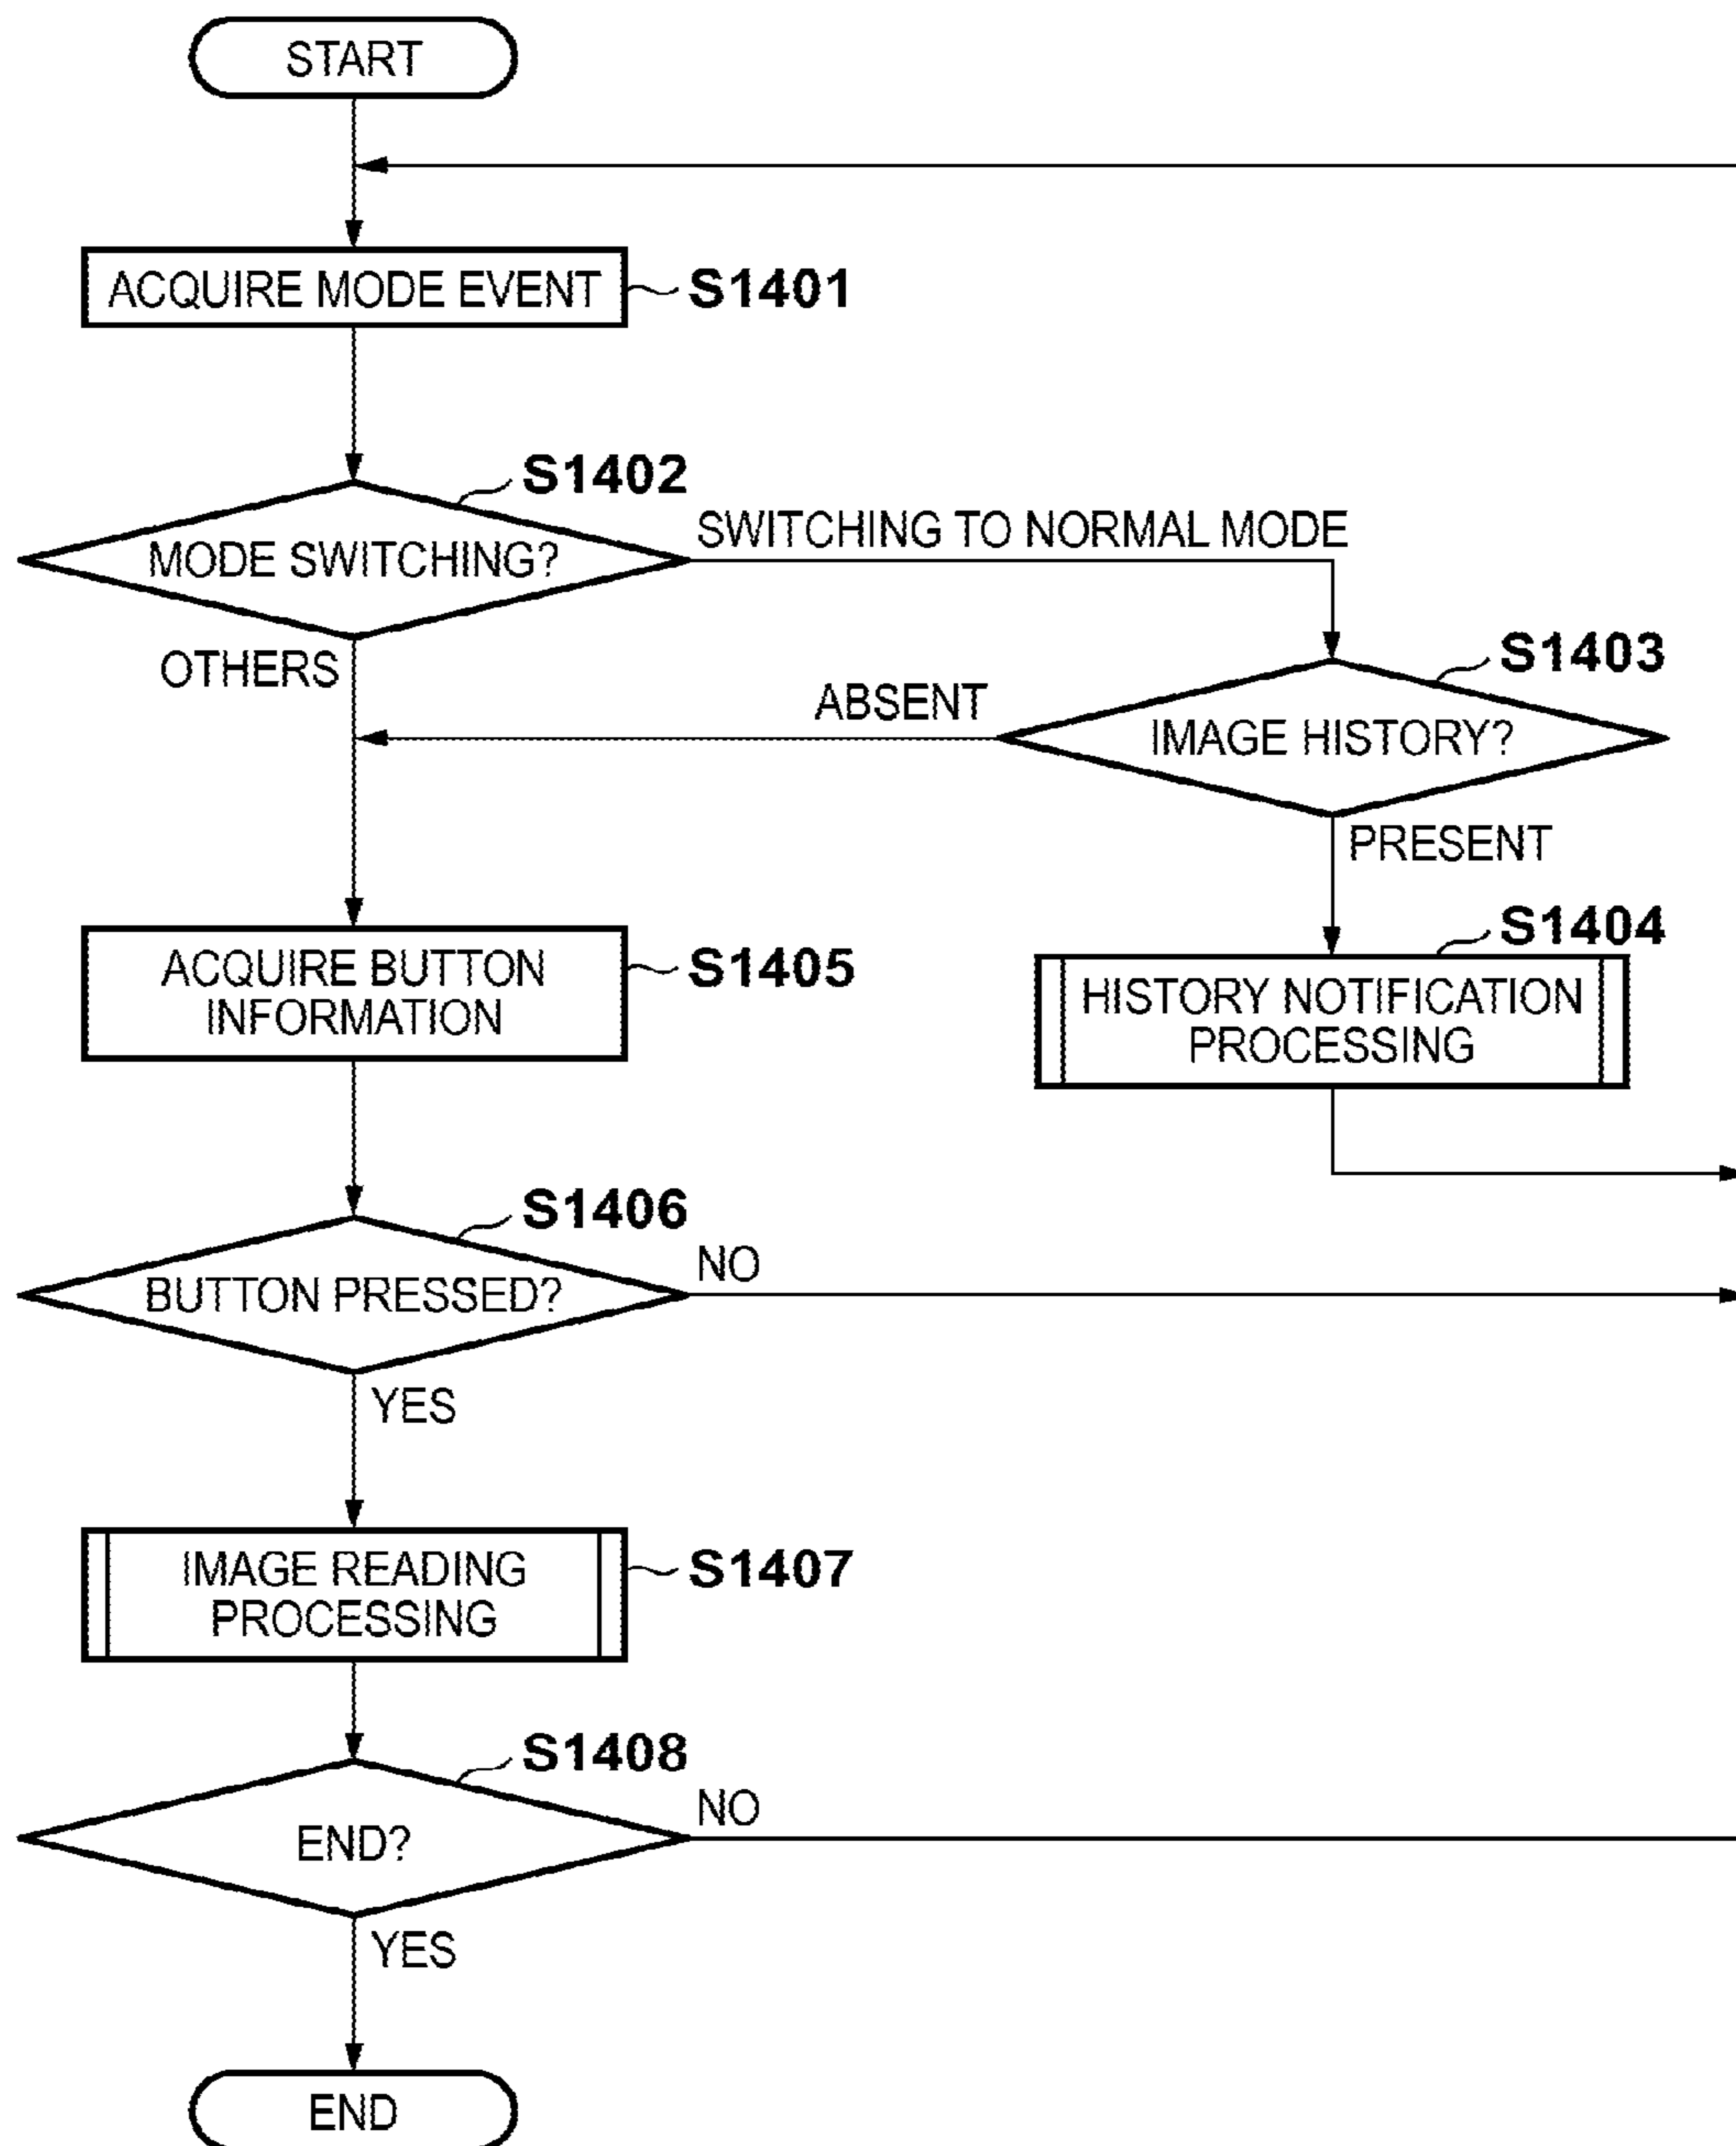 START
ACQUIRE MODE EVENT
S1401
S1402
MODE SWITCHING?
SWITCHING TO NORMAL MODE
OTHERS
S1403
IMAGE HISTORY?
ABSENT
PRESENT
S1404
HISTORY NOTIFICATION
PROCESSING
ACQUIRE BUTTON
INFORMATION
S1405
S1406
BUTTON PRESSED?
NO
YES
IMAGE READING
PROCESSING
S1407
S1408
END?
NO
YES
END